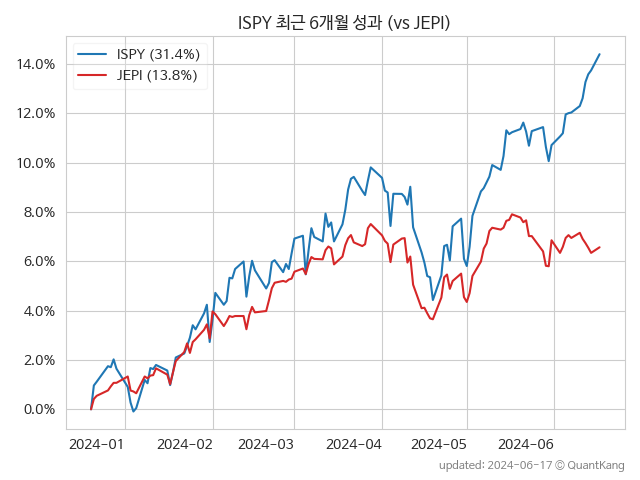 ISPY 최근 6개월 성과 (vs JEPI)
ISPY (31.4%)
JEPI (13.8%)
14.0%
12.0%
10.0%
8.0%
6.0%
4.0%
2.0%
0.0%
2024-01 2024-02 2024-03 2024-04 2024-05 2024-06
updated: 2024-06-17 © QuantKang